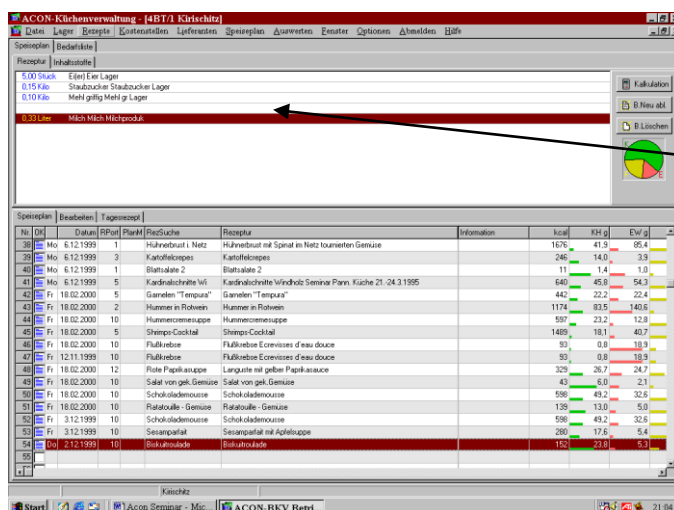 ACON-Küchenverwaltung - [4BT/1 Kirischitz]
Datei Lager Rezepte Kostenstellen Lieferanten Speiseplan Auswerten Fenster Optionen Abmelden Hilfe
Speiseplan Bedarfsliste
Rezeptur Inhaltsstoffe
5,00 Stück Ei(er) Eier Lager
0,15 Kilo Staubzucker Staubzucker Lager
0,10 Kilo Mehl griffig Mehl gr Lager
0,33 Liter Milch Milch Milchproduk
Kalkulation
B.Neu abl.
B.Löschen
Speiseplan Bearbeiten Tagesrezept
Nr. OK Datum RPort PlanM RezSuche Rezeptur Information kcal KH g EW g
38 Mo 6.12.1999 1 Hühnerbrust i. Netz Hühnerbrust mit Spinat im Netz tournierten Gemüse 1676 41,9 85,4
39 Mo 6.12.1999 3 Kartoffelcrepes Kartoffelcrepes 246 14,0 3,9
40 Mo 6.12.1999 1 Blattsalate 2 Blattsalate 2 11 1,4 1,0
41 Mo 6.12.1999 5 Kardinalschnitte Wi Kardinalschnitte Windholz Seminar Pann. Küche 21.-24.3.1995 640 45,8 54,3
42 Fr 18.02.2000 5 Garnelen "Tempura" Garnelen "Tempura" 442 22,2 22,4
43 Fr 18.02.2000 2 Hummer in Rotwein Hummer in Rotwein 1174 83,5 140,6
44 Fr 18.02.2000 10 Hummercremesuppe Hummercremesuppe 597 23,2 12,8
45 Fr 18.02.2000 5 Shrimps-Cocktail Shrimps-Cocktail 1489 18,1 40,7
46 Fr 18.02.2000 10 Flußkrebse Flußkrebse Ecrevisses d'eau douce 93 0,8 18,9
47 Fr 12.11.1999 10 Flußkrebse Flußkrebse Ecrevisses d'eau douce 93 0,8 18,9
48 Fr 18.02.2000 12 Rote Paprikasuppe Languste mit gelber Paprikasauce 329 26,7 24,7
49 Fr 18.02.2000 10 Salat von gek.Gemüse Salat von gek.Gemüse 43 6,0 2,1
50 Fr 18.02.2000 10 Schokolademousse Schokolademousse 598 49,2 32,6
51 Fr 18.02.2000 10 Ratatouille - Gemüse Ratatouille - Gemüse 139 13,0 5,0
52 Fr 3.12.1999 10 Schokolademousse Schokolademousse 598 49,2 32,6
53 Fr 3.12.1999 10 Sesamparfait Sesamparfait mit Apfelsuppe 280 17,6 5,4
54 Do 2.12.1999 10 Biskuitroulade Biskuitroulade 152 23,8 5,3
55
Kirischitz
Start Acon Seminar - Mic... ACON-BKV Betri... 21:04